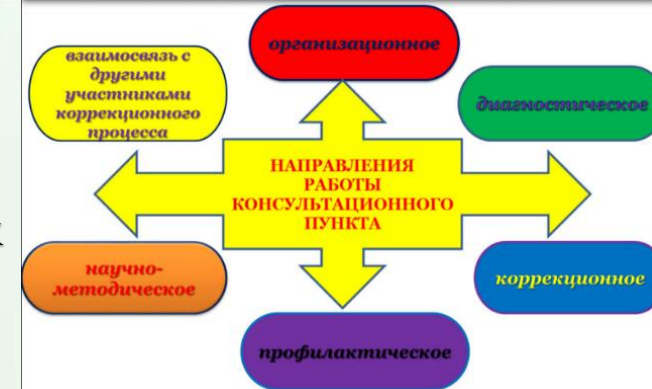 организационное
взаимосвязь с
другими
участниками
коррекционного
процесса
диагностическое
НАПРАВЛЕНИЯ
РАБОТЫ
КОНСУЛЬТАЦИОННОГО
ПУНКТА
научно-
методическое
коррекционное
профилактическое